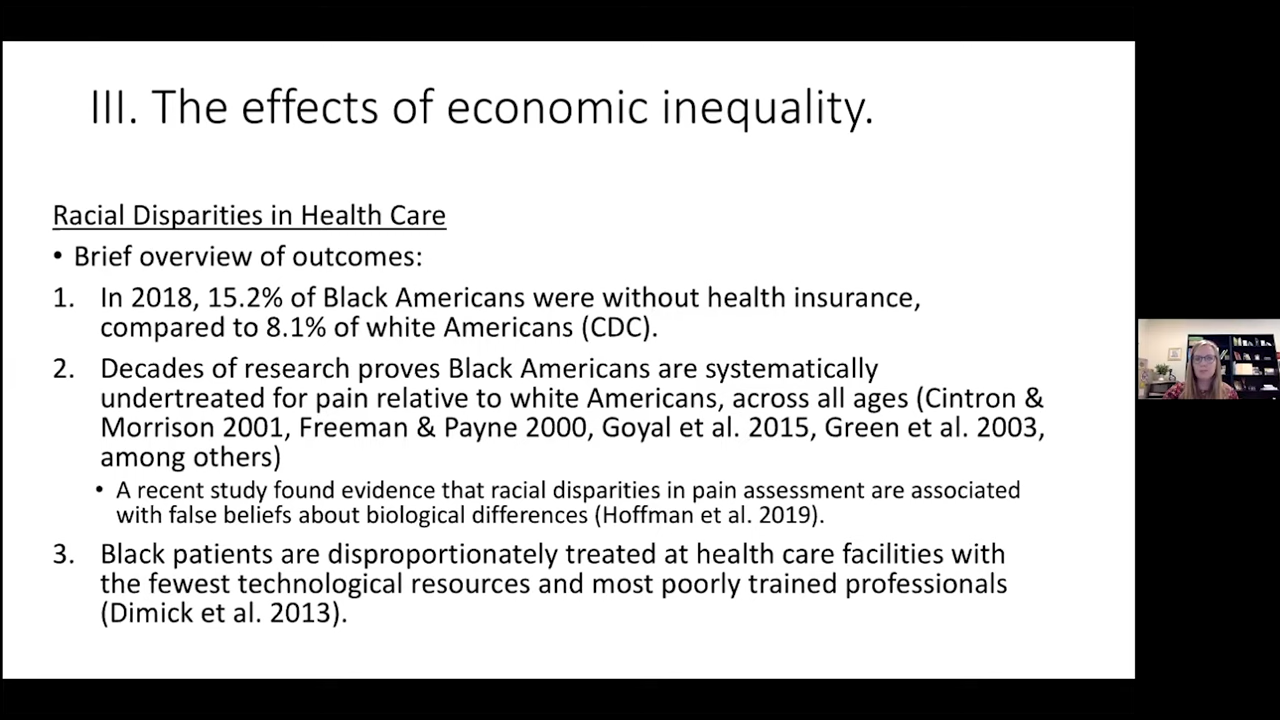 III. The effects of economic inequality.
Racial Disparities in Health Care
• Brief overview of outcomes:
1. In 2018, 15.2% of Black Americans were without health insurance,
compared to 8.1% of white Americans (CDC).
2. Decades of research proves Black Americans are systematically
undertreated for pain relative to white Americans, across all ages (Cintron &
Morrison 2001, Freeman & Payne 2000, Goyal et al. 2015, Green et al. 2003,
among others)
• A recent study found evidence that racial disparities in pain assessment are associated
with false beliefs about biological differences (Hoffman et al. 2019).
3. Black patients are disproportionately treated at health care facilities with
the fewest technological resources and most poorly trained professionals
(Dimick et al. 2013).